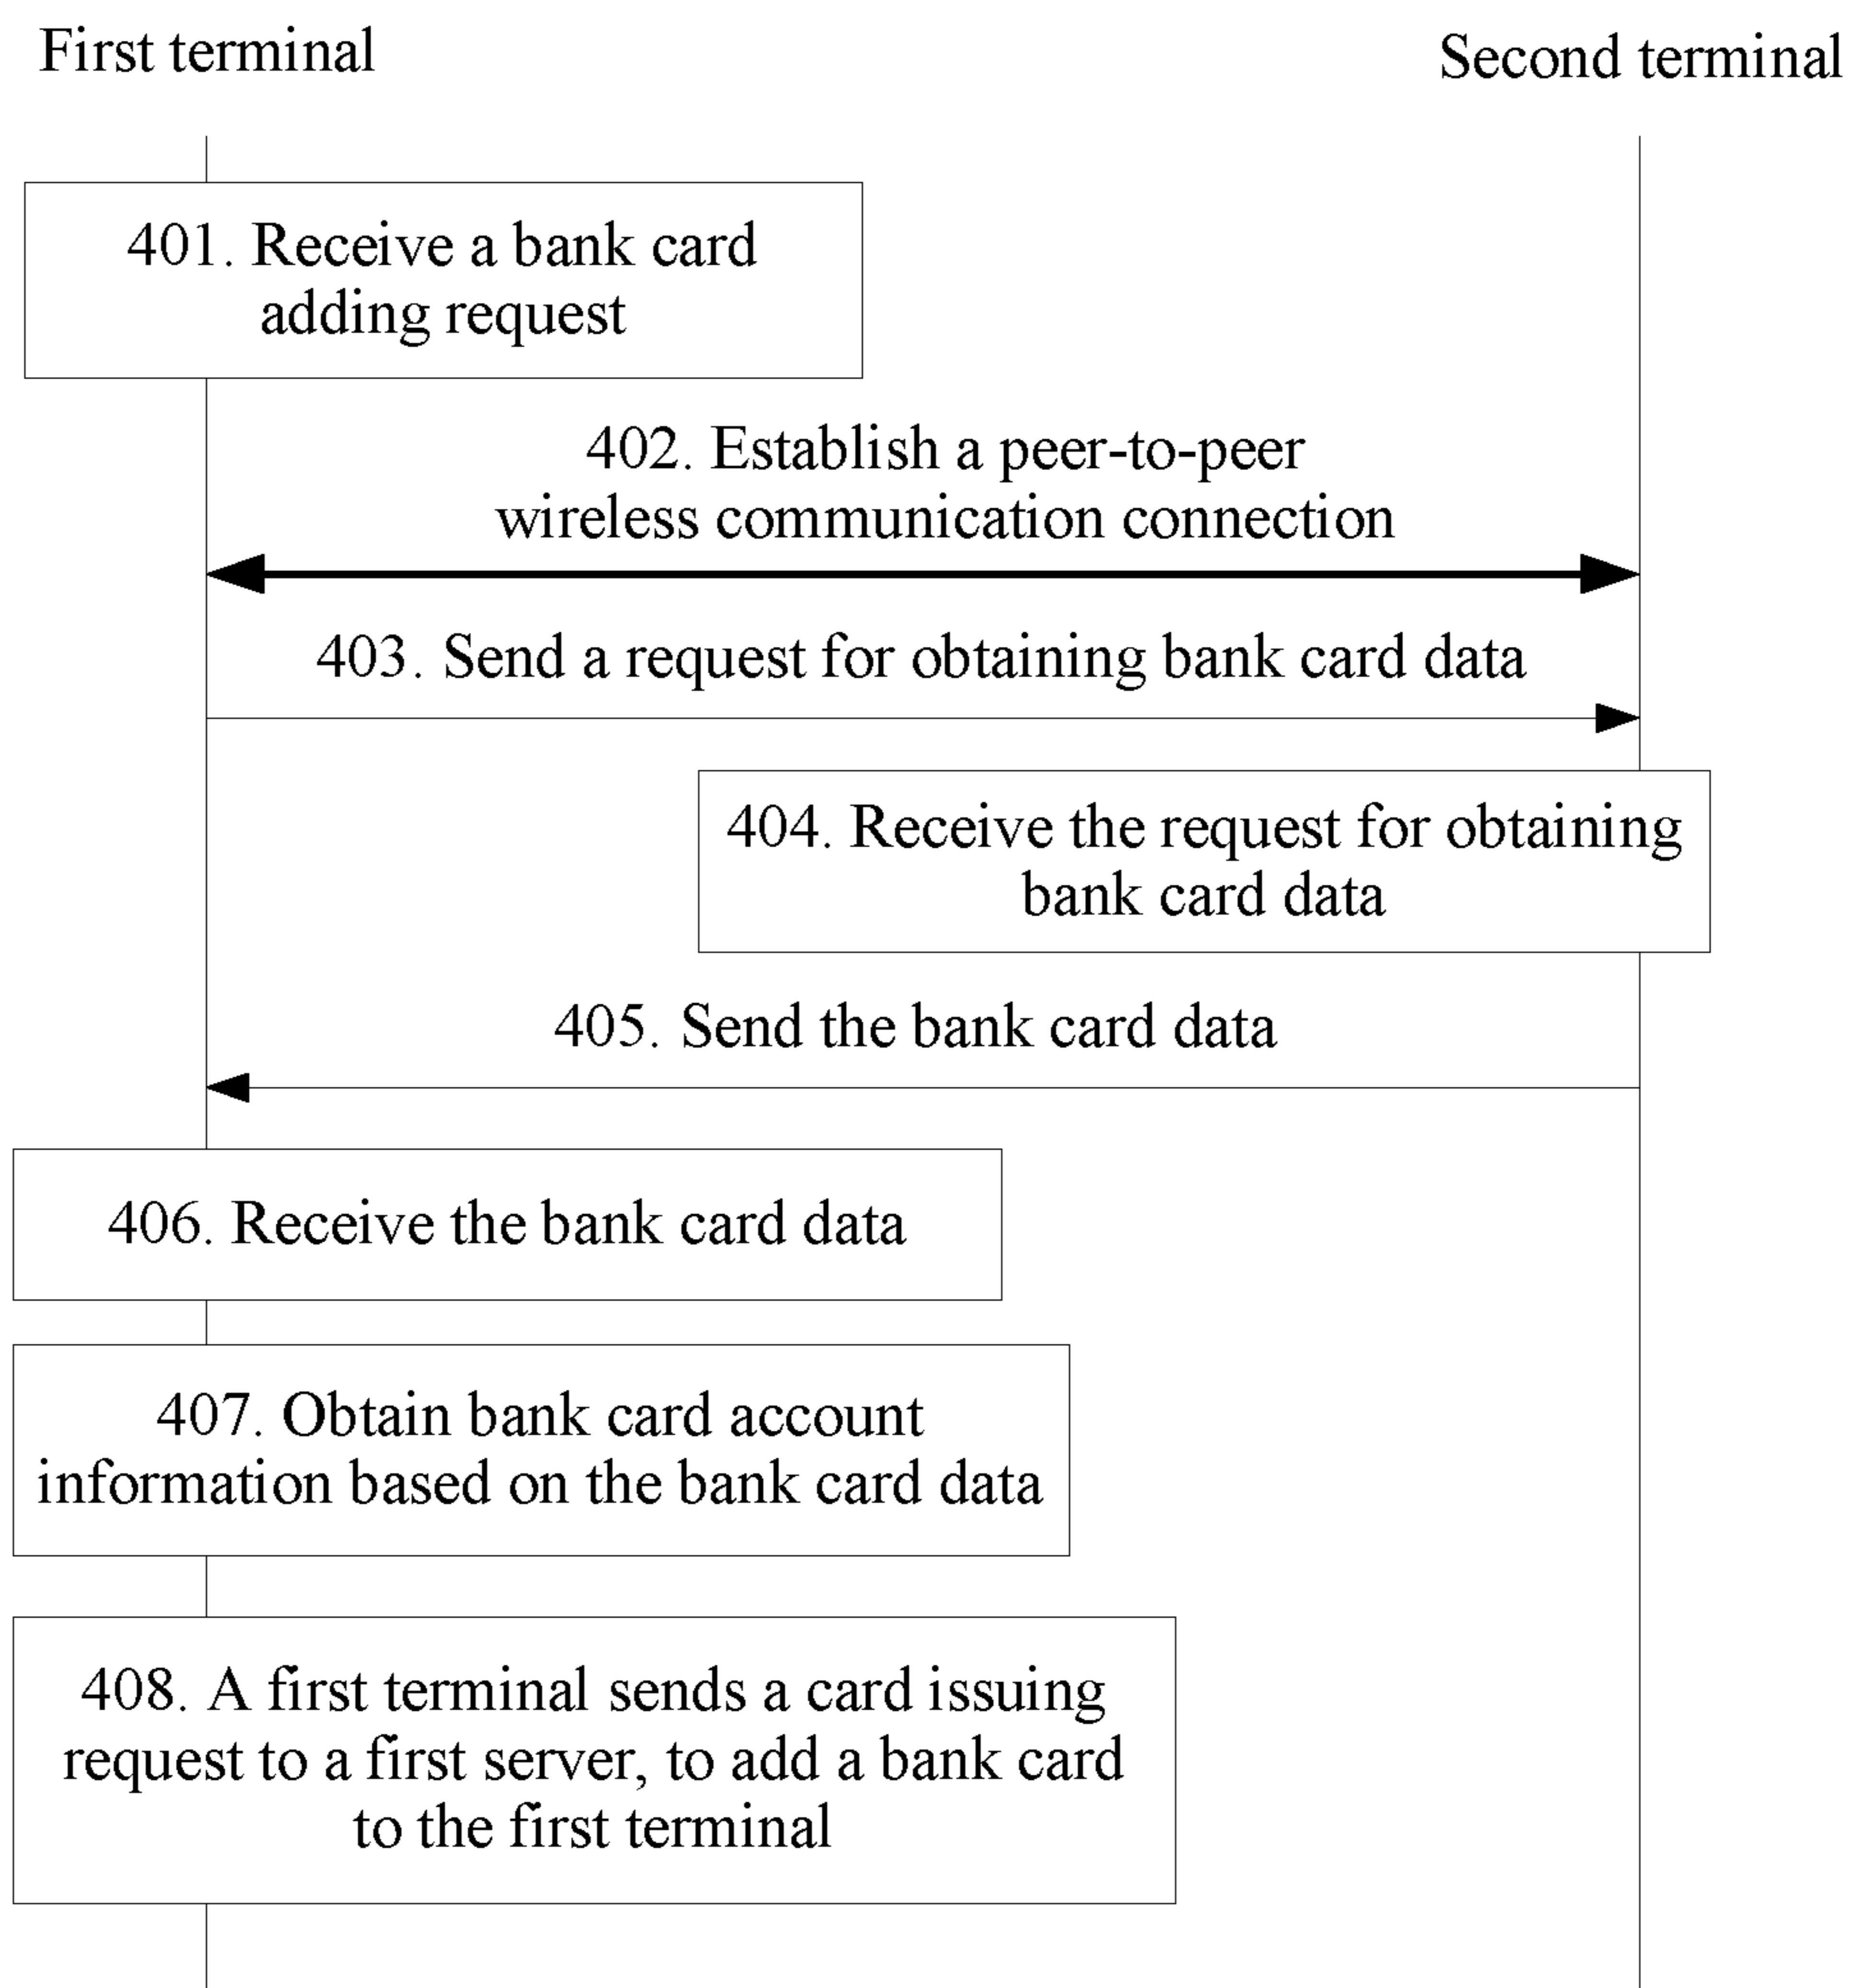 First terminal
Second terminal
401. Receive a bank card
adding request
402. Establish a peer-to-peer
wireless communication connection
403. Send a request for obtaining bank card data
404. Receive the request for obtaining
bank card data
405. Send the bank card data
406. Receive the bank card data
407. Obtain bank card account
information based on the bank card data
408. A first terminal sends a card issuing
request to a first server, to add a bank card
to the first terminal